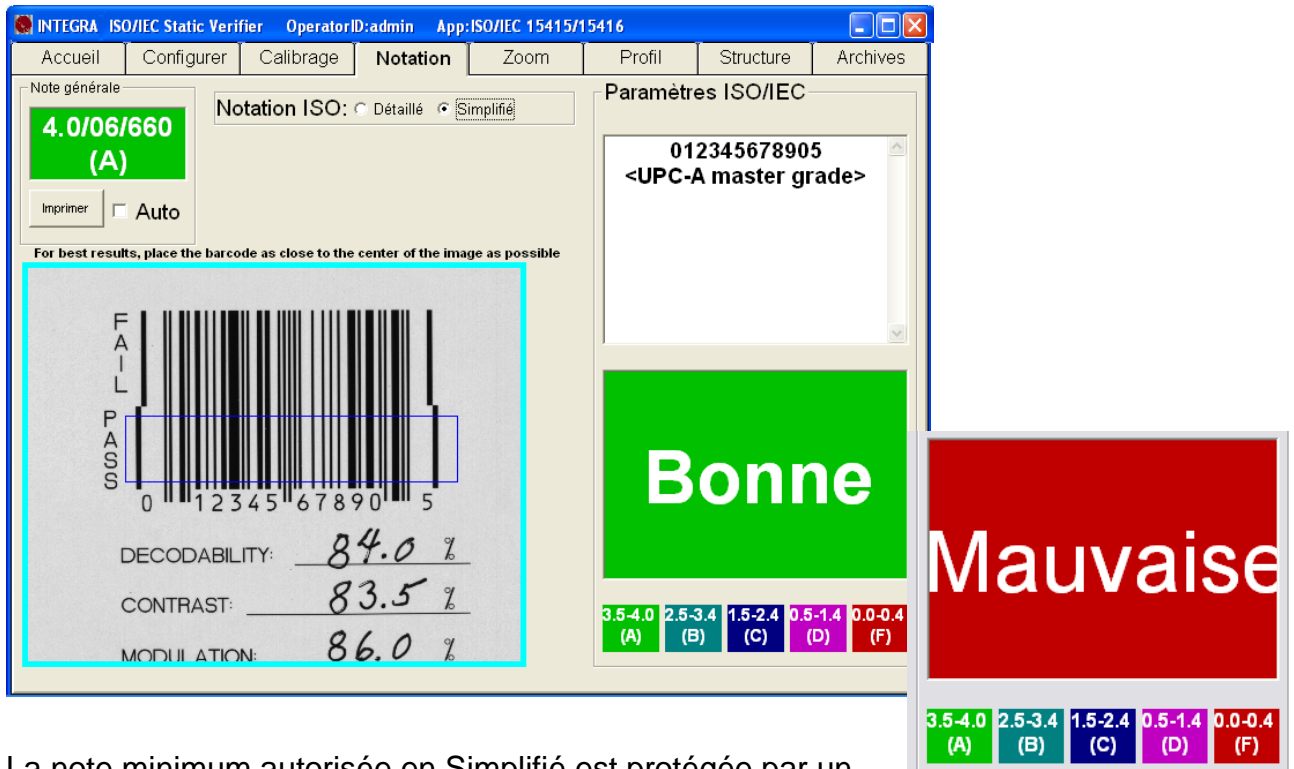 INTEGRA ISO/IEC Static Verifier OperatorID:admin App:ISO/IEC 15415/15416
Accueil Configurer Calibrage Notation Zoom Profil Structure Archives
Note générale
4.0/06/660
(A)
Imprimer Auto
Notation ISO: Détaillé Simplifié
For best results, place the barcode as close to the center of the image as possible
FAIL
PASS
0 12345 67890 5
DECODABILITY: 84.0 %
CONTRAST: 83.5 %
MODULATION: 86.0 %
Paramètres ISO/IEC
012345678905
<UPC-A master grade>
Bonne
3.5-4.0 2.5-3.4 1.5-2.4 0.5-1.4 0.0-0.4
(A) (B) (C) (D) (F)
Mauvaise
3.5-4.0 2.5-3.4 1.5-2.4 0.5-1.4 0.0-0.4
(A) (B) (C) (D) (F)
La note minimum autorisée en Simplifié est protégée par un